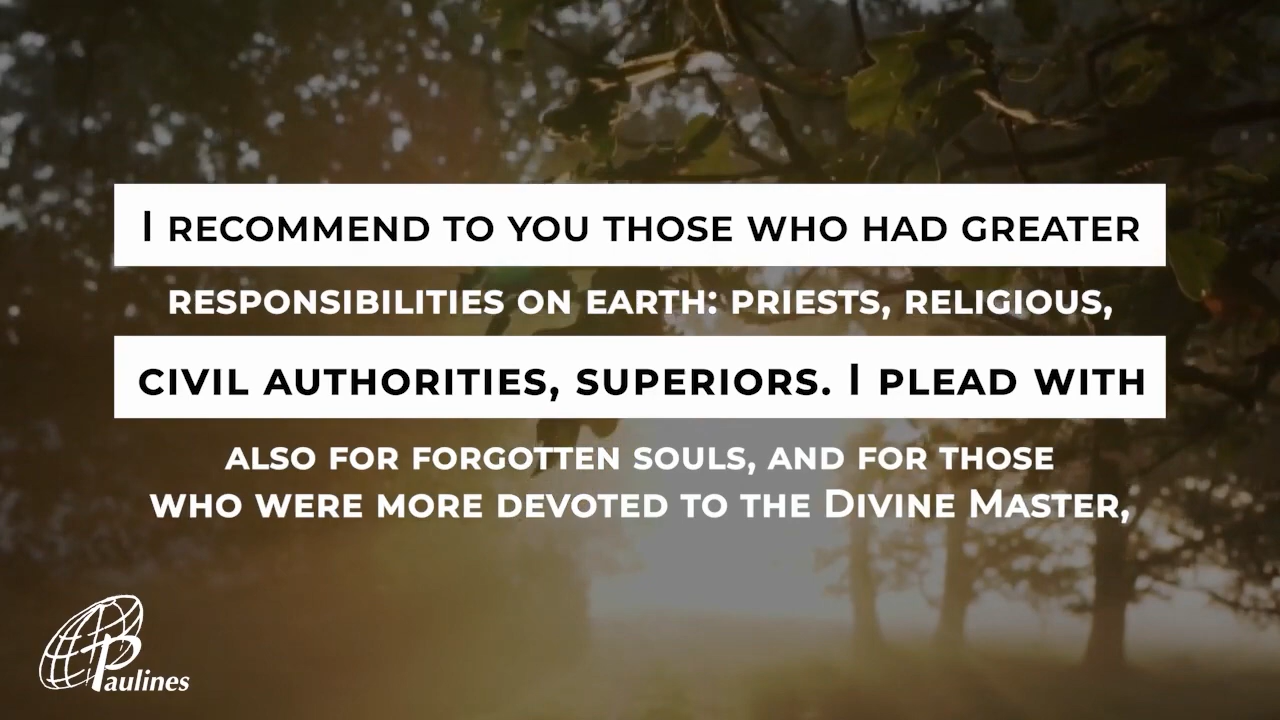 I RECOMMEND TO YOU THOSE WHO HAD GREATER
RESPONSIBILITIES ON EARTH: PRIESTS, RELIGIOUS,
CIVIL AUTHORITIES, SUPERIORS. I PLEAD WITH
ALSO FOR FORGOTTEN SOULS, AND FOR THOSE
WHO WERE MORE DEVOTED TO THE DIVINE MASTER,
Paulines